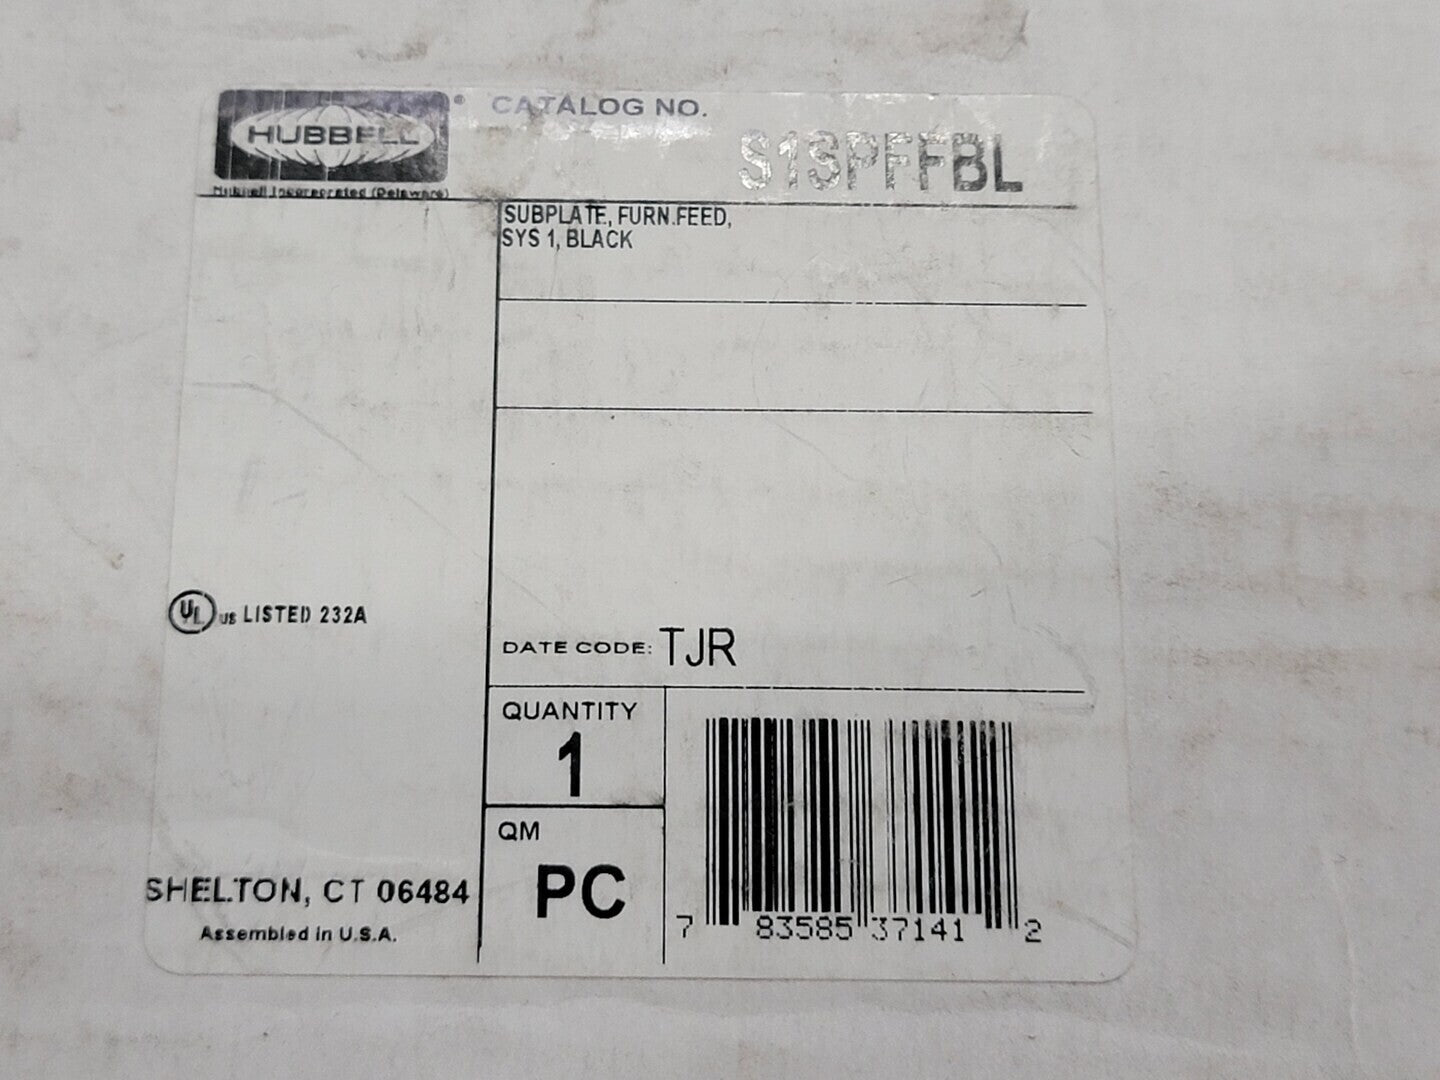 HUBBELL ®
Hubbell Incorporated (Delaware)
CATALOG NO.
S1SPFFBL
SUBPLATE, FURN.FEED,
SYS 1, BLACK
UL US LISTED 232A
DATE CODE: TJR
QUANTITY
1
QM
PC
SHELTON, CT 06484
Assembled in U.S.A.
7 83585 37141 2